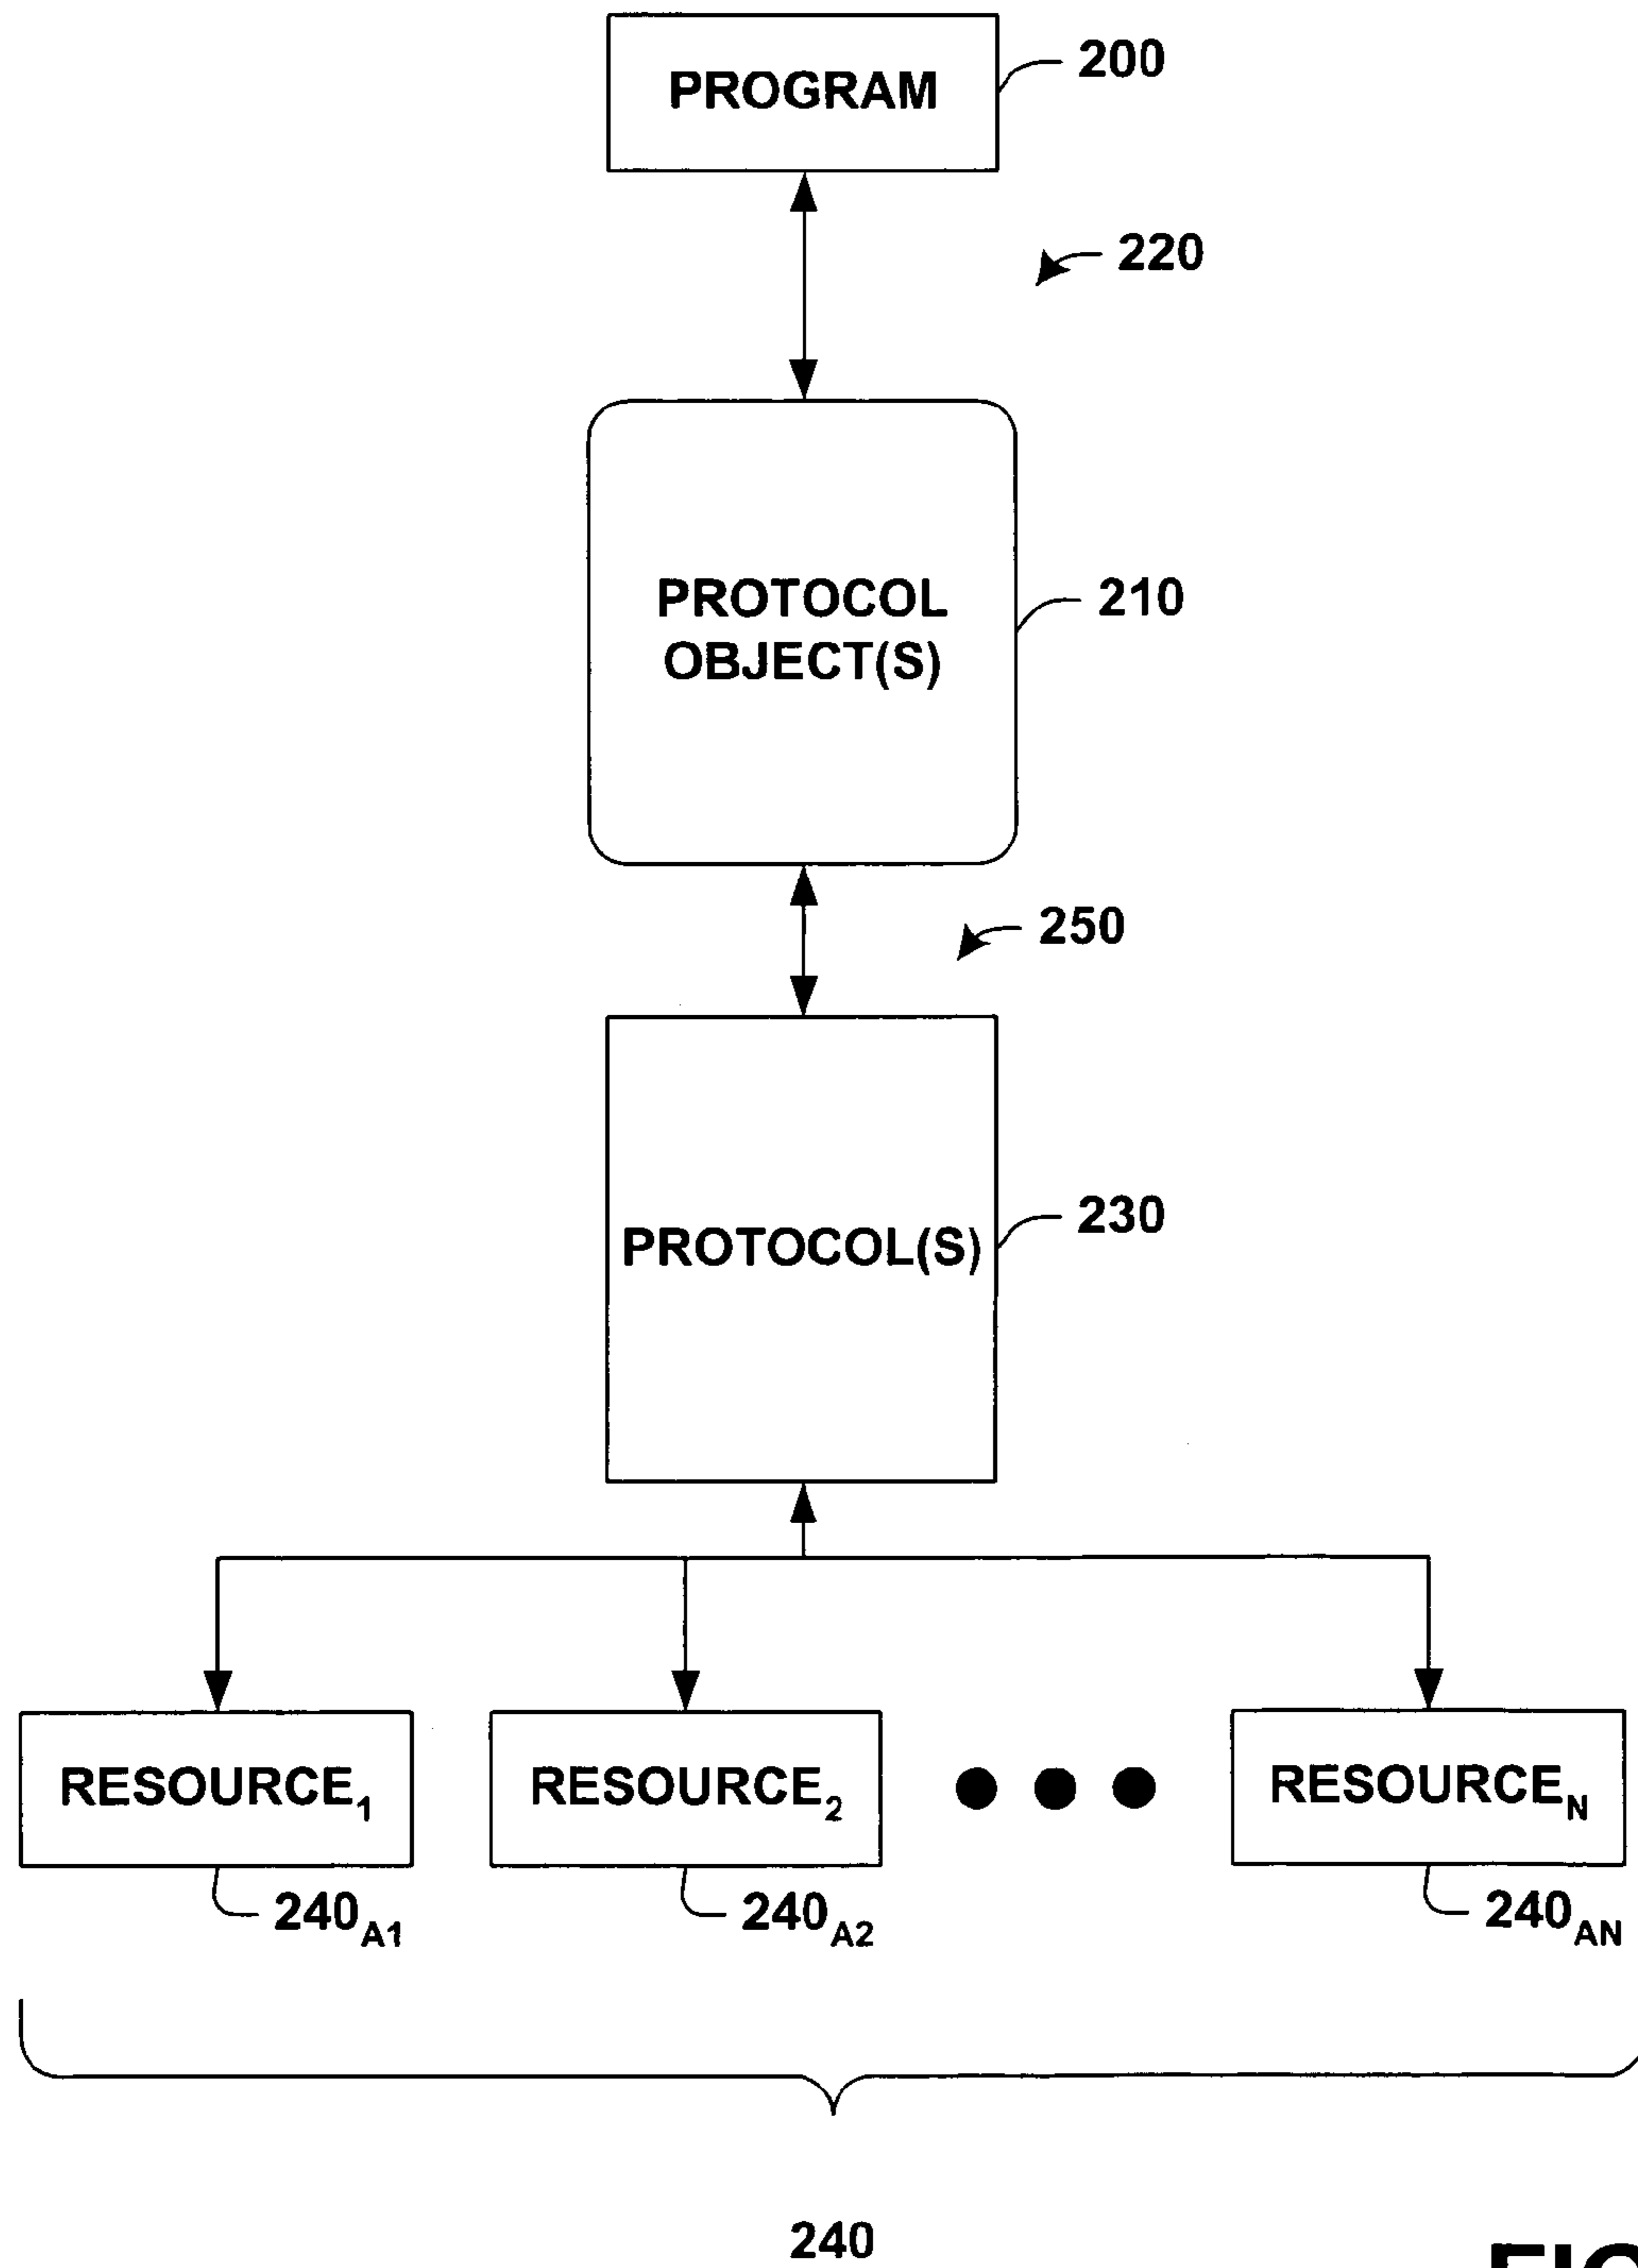 PROGRAM
200
220
PROTOCOL
OBJECT(S)
210
250
PROTOCOL(S)
230
RESOURCE1
RESOURCE2
RESOURCEN
240A1
240A2
240AN
240